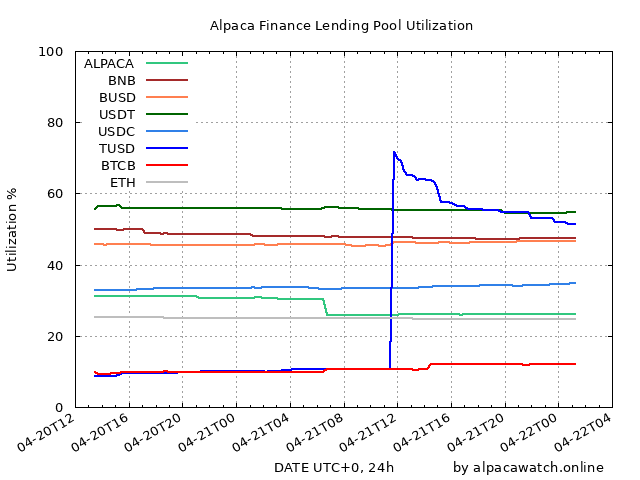 Alpaca Finance Lending Pool Utilization
Utilization %
100
80
60
40
20
0
ALPACA
BNB
BUSD
USDT
USDC
TUSD
BTCB
ETH
04-20T12
04-20T16
04-20T20
04-21T00
04-21T04
04-21T08
04-21T12
04-21T16
04-21T20
04-22T00
04-22T04
DATE UTC+0, 24h
by alpacawatch.online